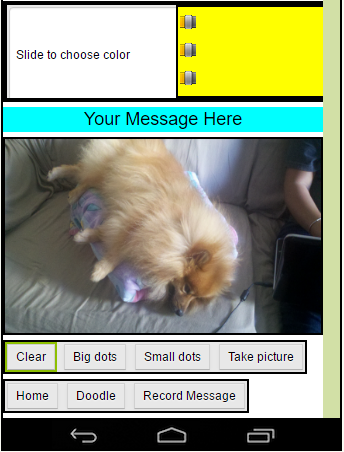 Slide to choose color
Your Message Here
Clear Big dots Small dots Take picture
Home Doodle Record Message